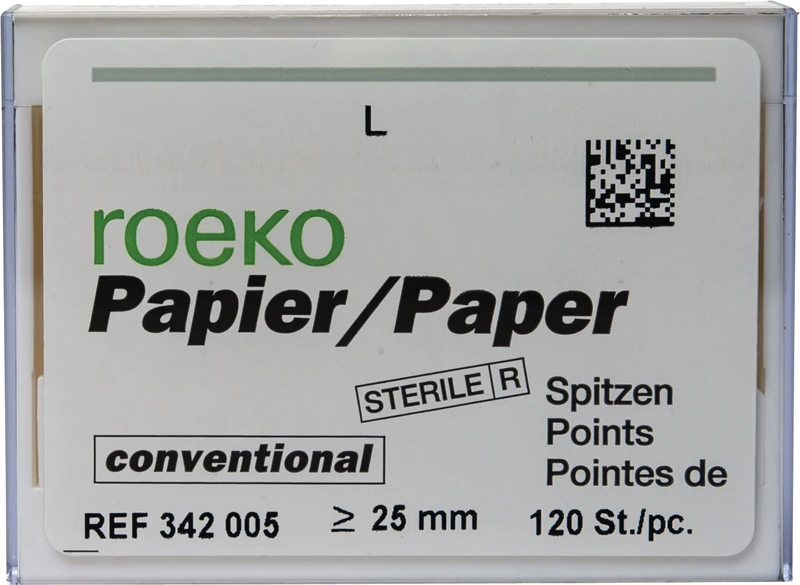 L
roeko
Papier/Paper
STERILE R
Spitzen
Points
Pointes de
conventional
REF 342 005
≥ 25 mm
120 St./pc.